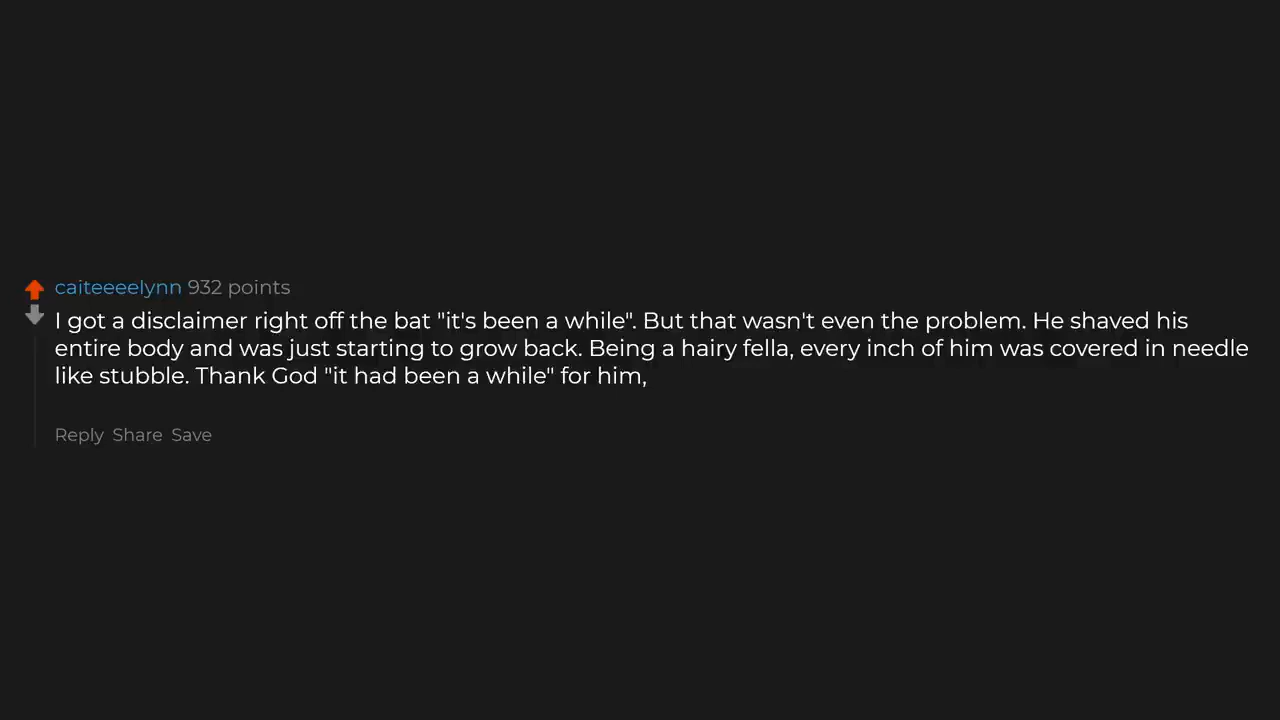 caiteeeelynn 932 points
I got a disclaimer right off the bat "it's been a while". But that wasn't even the problem. He shaved his
entire body and was just starting to grow back. Being a hairy fella, every inch of him was covered in needle
like stubble. Thank God "it had been a while" for him,
Reply Share Save